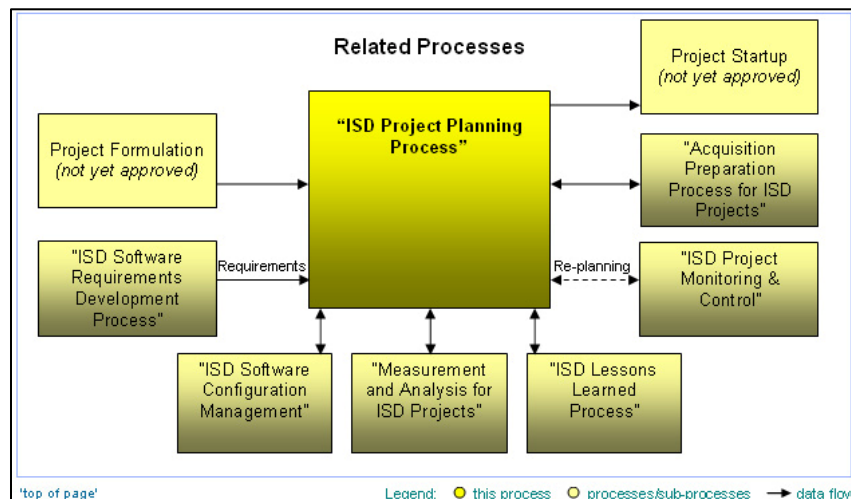 Related Processes
Project Startup
(not yet approved)
“ISD Project Planning
Process”
Project Formulation
(not yet approved)
"Acquisition
Preparation
Process for ISD
Projects"
"ISD Software
Requirements
Development
Process"
Requirements
Re-planning
"ISD Project
Monitoring &
Control"
"ISD Software
Configuration
Management"
"Measurement
and Analysis for
ISD Projects"
"ISD Lessons
Learned
Process"
'top of page'
Legend: this process processes/sub-processes data flow